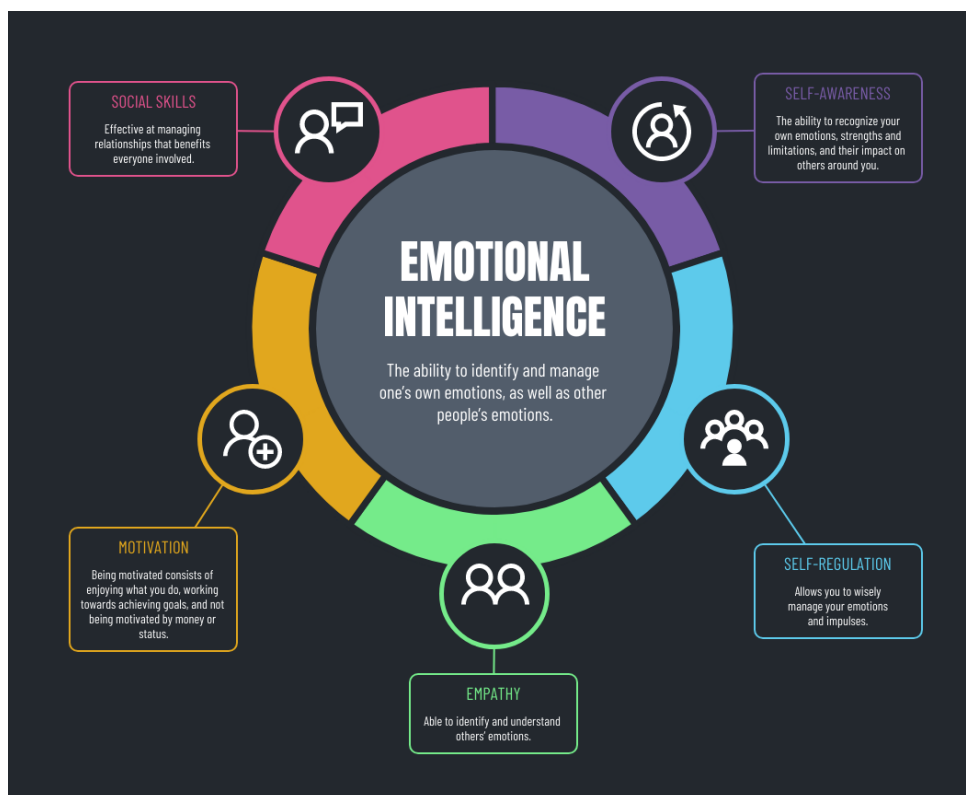 EMOTIONAL
INTELLIGENCE
The ability to identify and manage
one's own emotions, as well as other
people's emotions.
SELF-AWARENESS
The ability to recognize your
own emotions, strengths and
limitations, and their impact on
others around you.
SELF-REGULATION
Allows you to wisely
manage your emotions
and impulses.
EMPATHY
Able to identify and understand
others' emotions.
MOTIVATION
Being motivated consists of
enjoying what you do, working
towards achieving goals, and not
being motivated by money or
status.
SOCIAL SKILLS
Effective at managing
relationships that benefits
everyone involved.